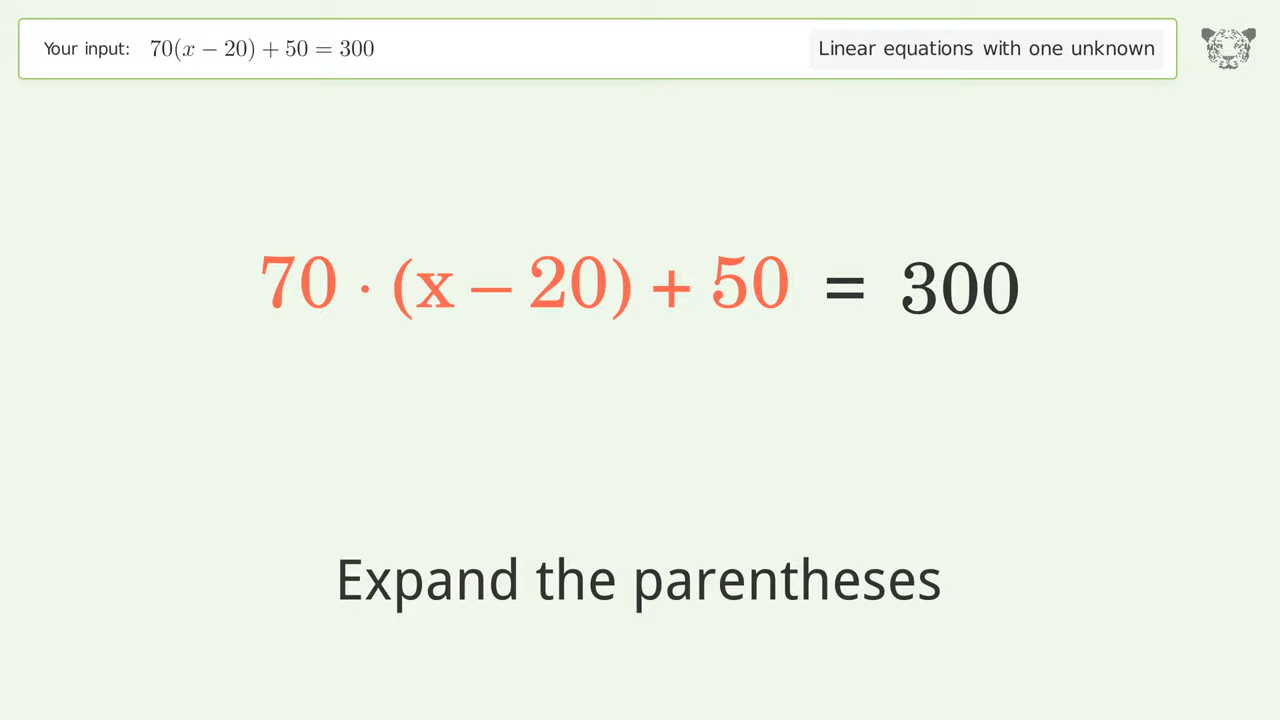 Your input: 70(x − 20) + 50 = 300 Linear equations with one unknown
70 · (x − 20) + 50 = 300
Expand the parentheses